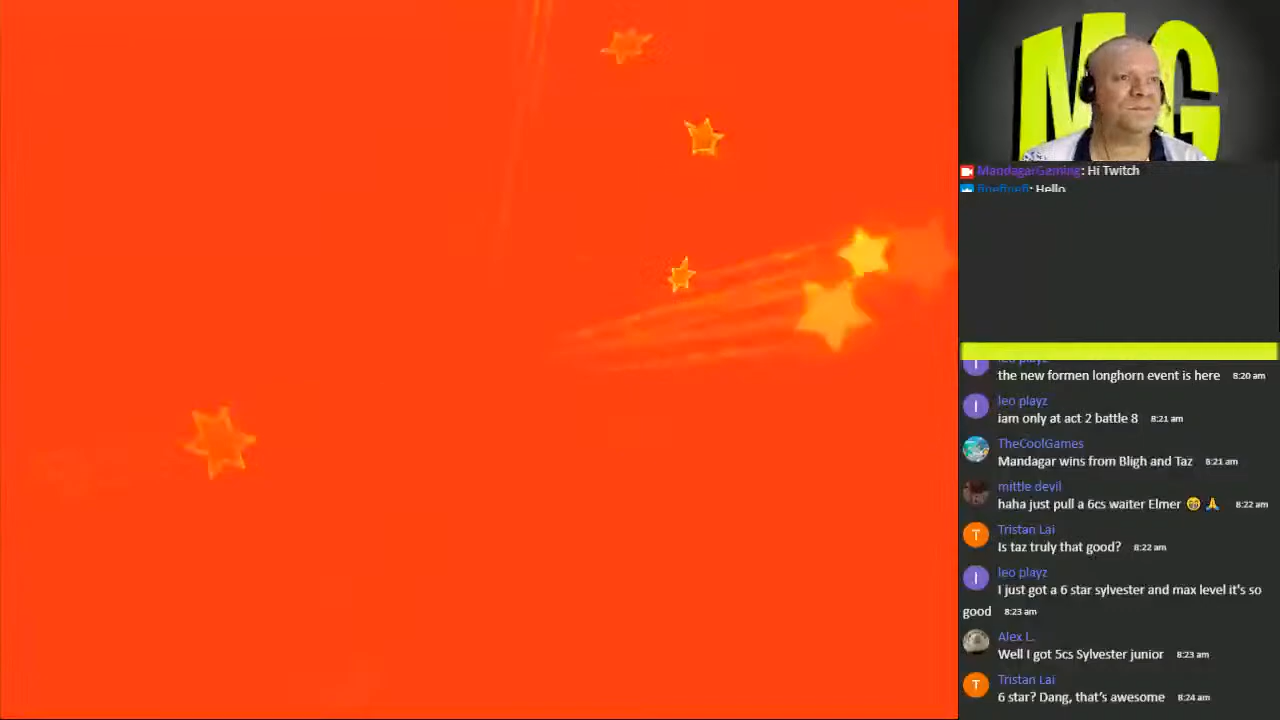 MG
MandagarGaming: Hi Twitch
: Hello
leo playz
the new formen longhorn event is here 8:20 am
leo playz
iam only at act 2 battle 8 8:21 am
TheCoolGames
Mandagar wins from Bligh and Taz 8:21 am
mittle devil
haha just pull a 6cs waiter Elmer 😁 🙏 8:22 am
T Tristan Lai
Is taz truly that good? 8:22 am
l leo playz
I just got a 6 star sylvester and max level it's so
good 8:23 am
Alex L.
Well I got 5cs Sylvester junior 8:23 am
T Tristan Lai
6 star? Dang, that's awesome 8:24 am